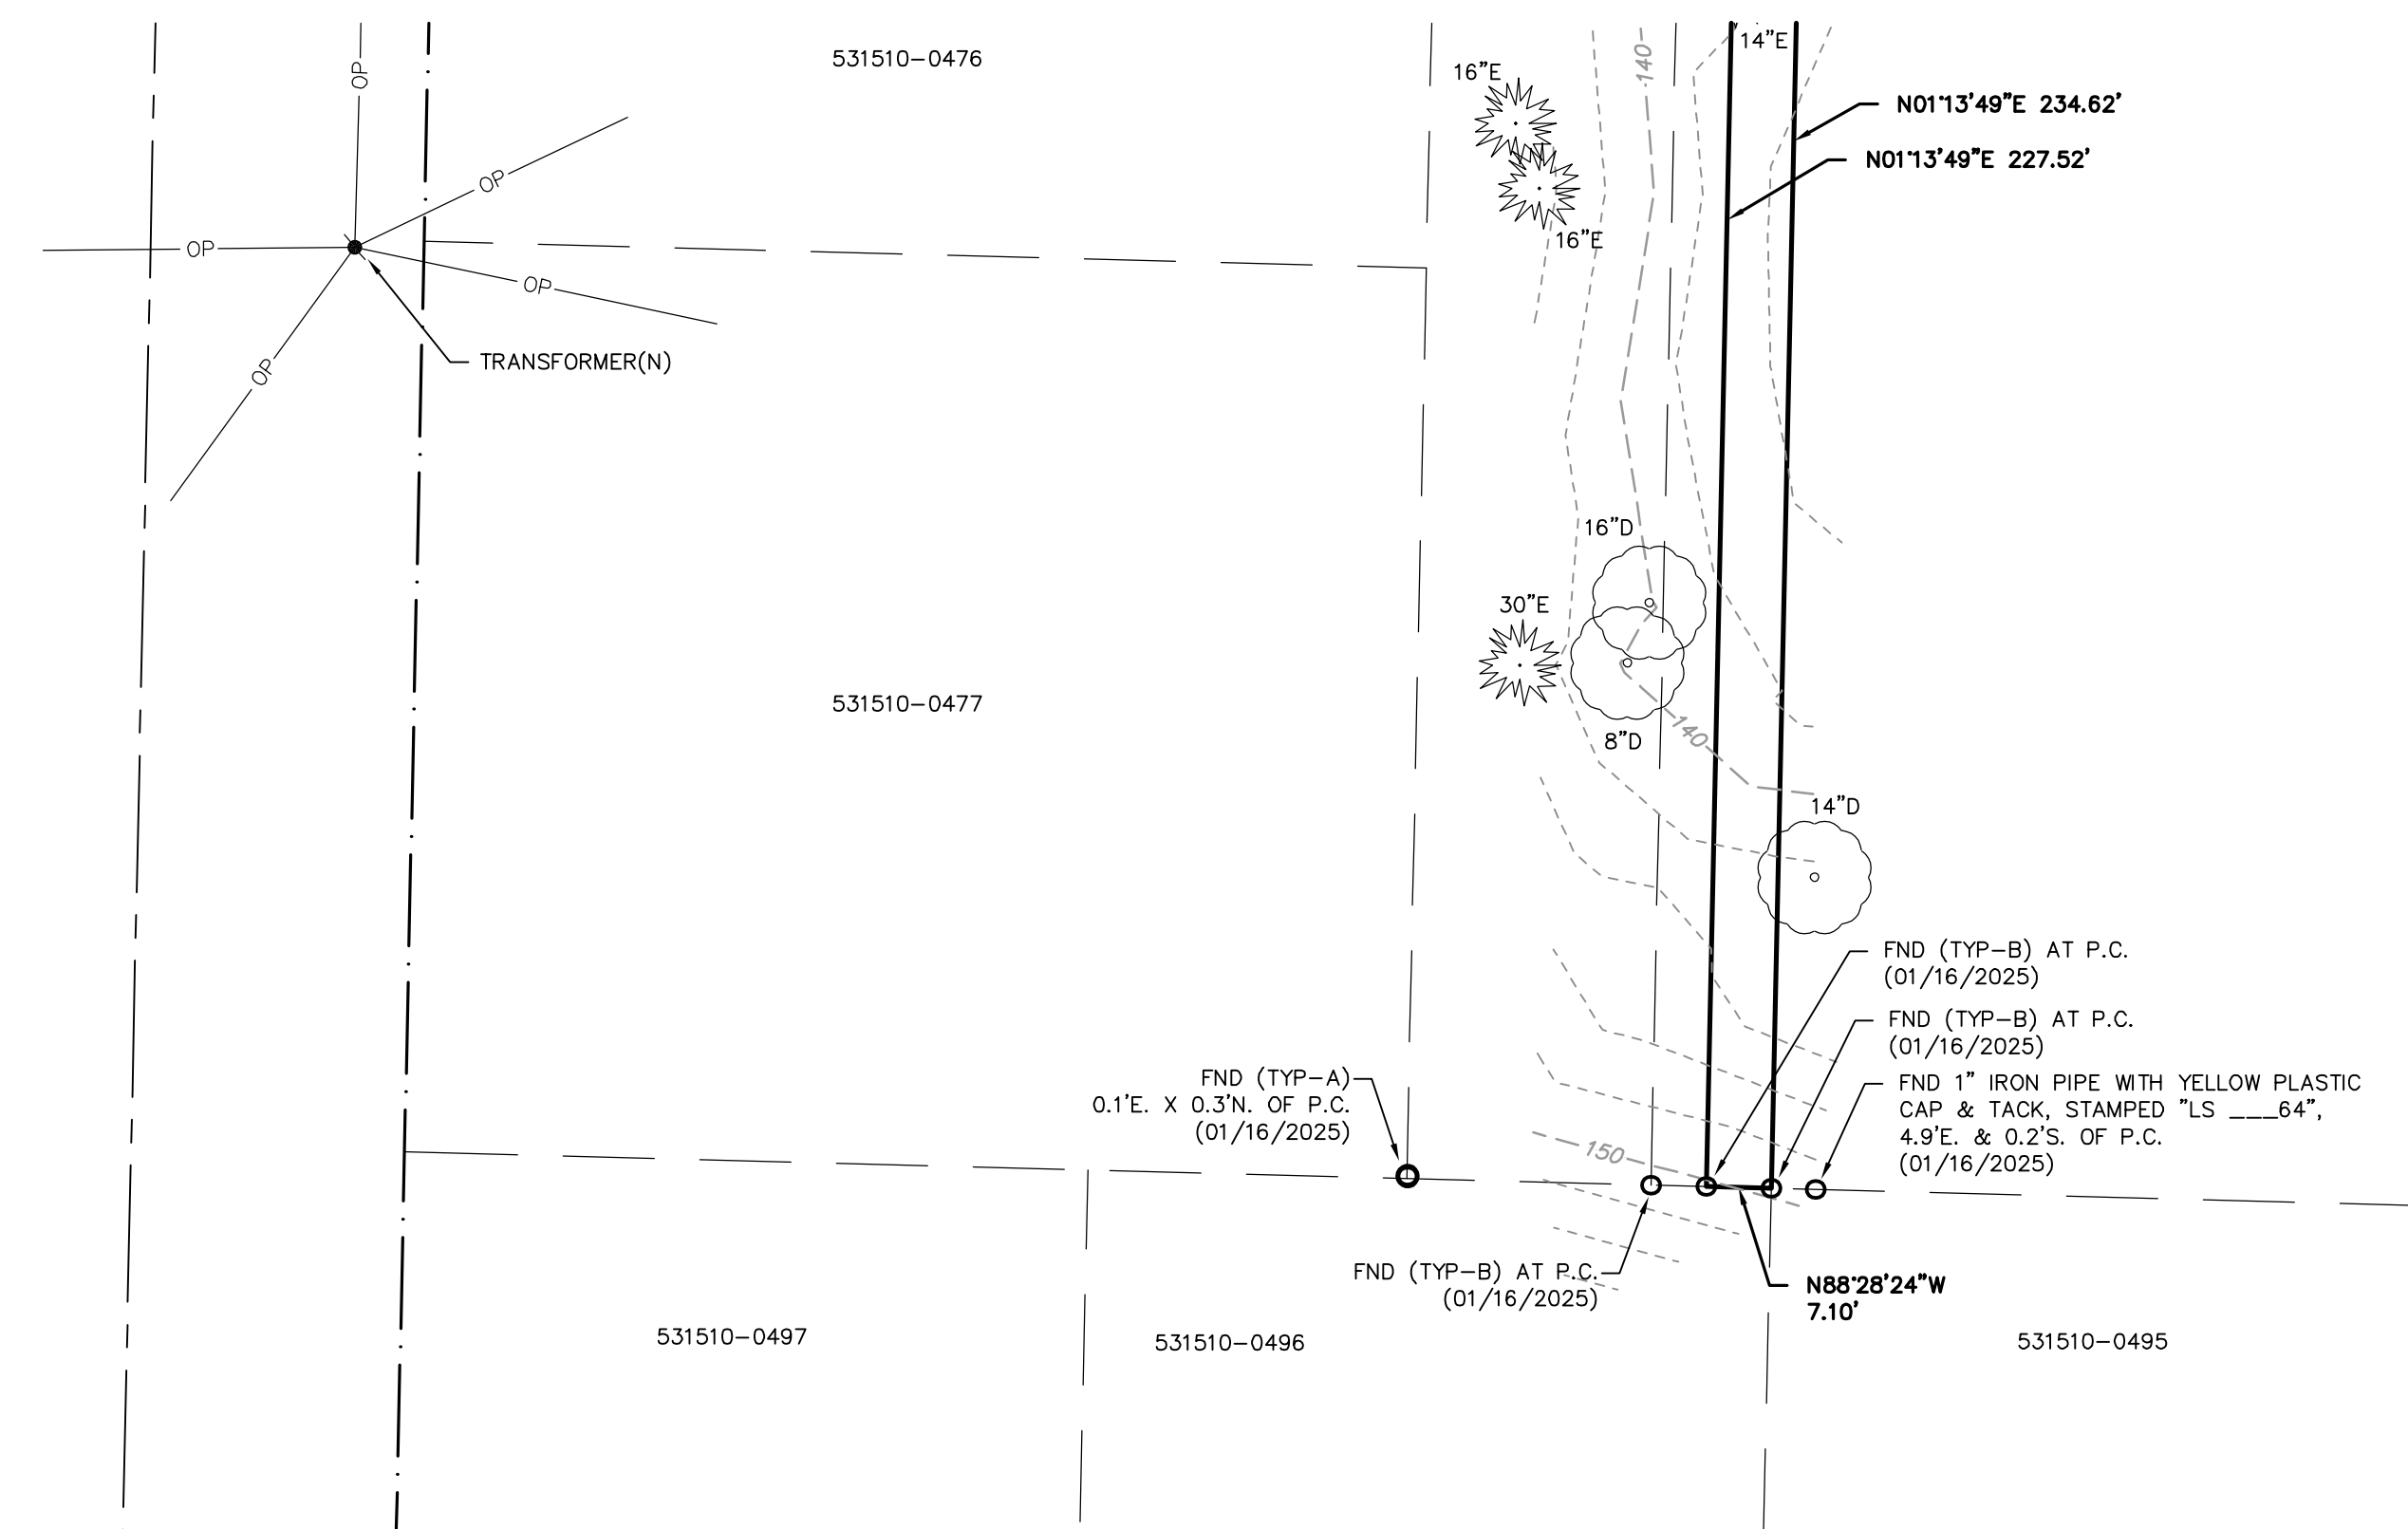 531510-0476
14"E
16"E
140
OP
N01°13'49"E 234.62'
N01°13'49"E 227.52'
OP
OP
16"E
OP
TRANSFORMER(N)
OP
16"D
30"E
531510-0477
140
8"D
14"D
FND (TYP-B) AT P.C.
(01/16/2025)
FND (TYP-B) AT P.C.
(01/16/2025)
FND (TYP-A)
0.1'E. X 0.3'N. OF P.C.
(01/16/2025)
FND 1" IRON PIPE WITH YELLOW PLASTIC
CAP & TACK, STAMPED "LS ___64",
4.9'E. & 0.2'S. OF P.C.
(01/16/2025)
150
FND (TYP-B) AT P.C.
(01/16/2025)
N88°28'24"W
7.10'
531510-0497
531510-0496
531510-0495